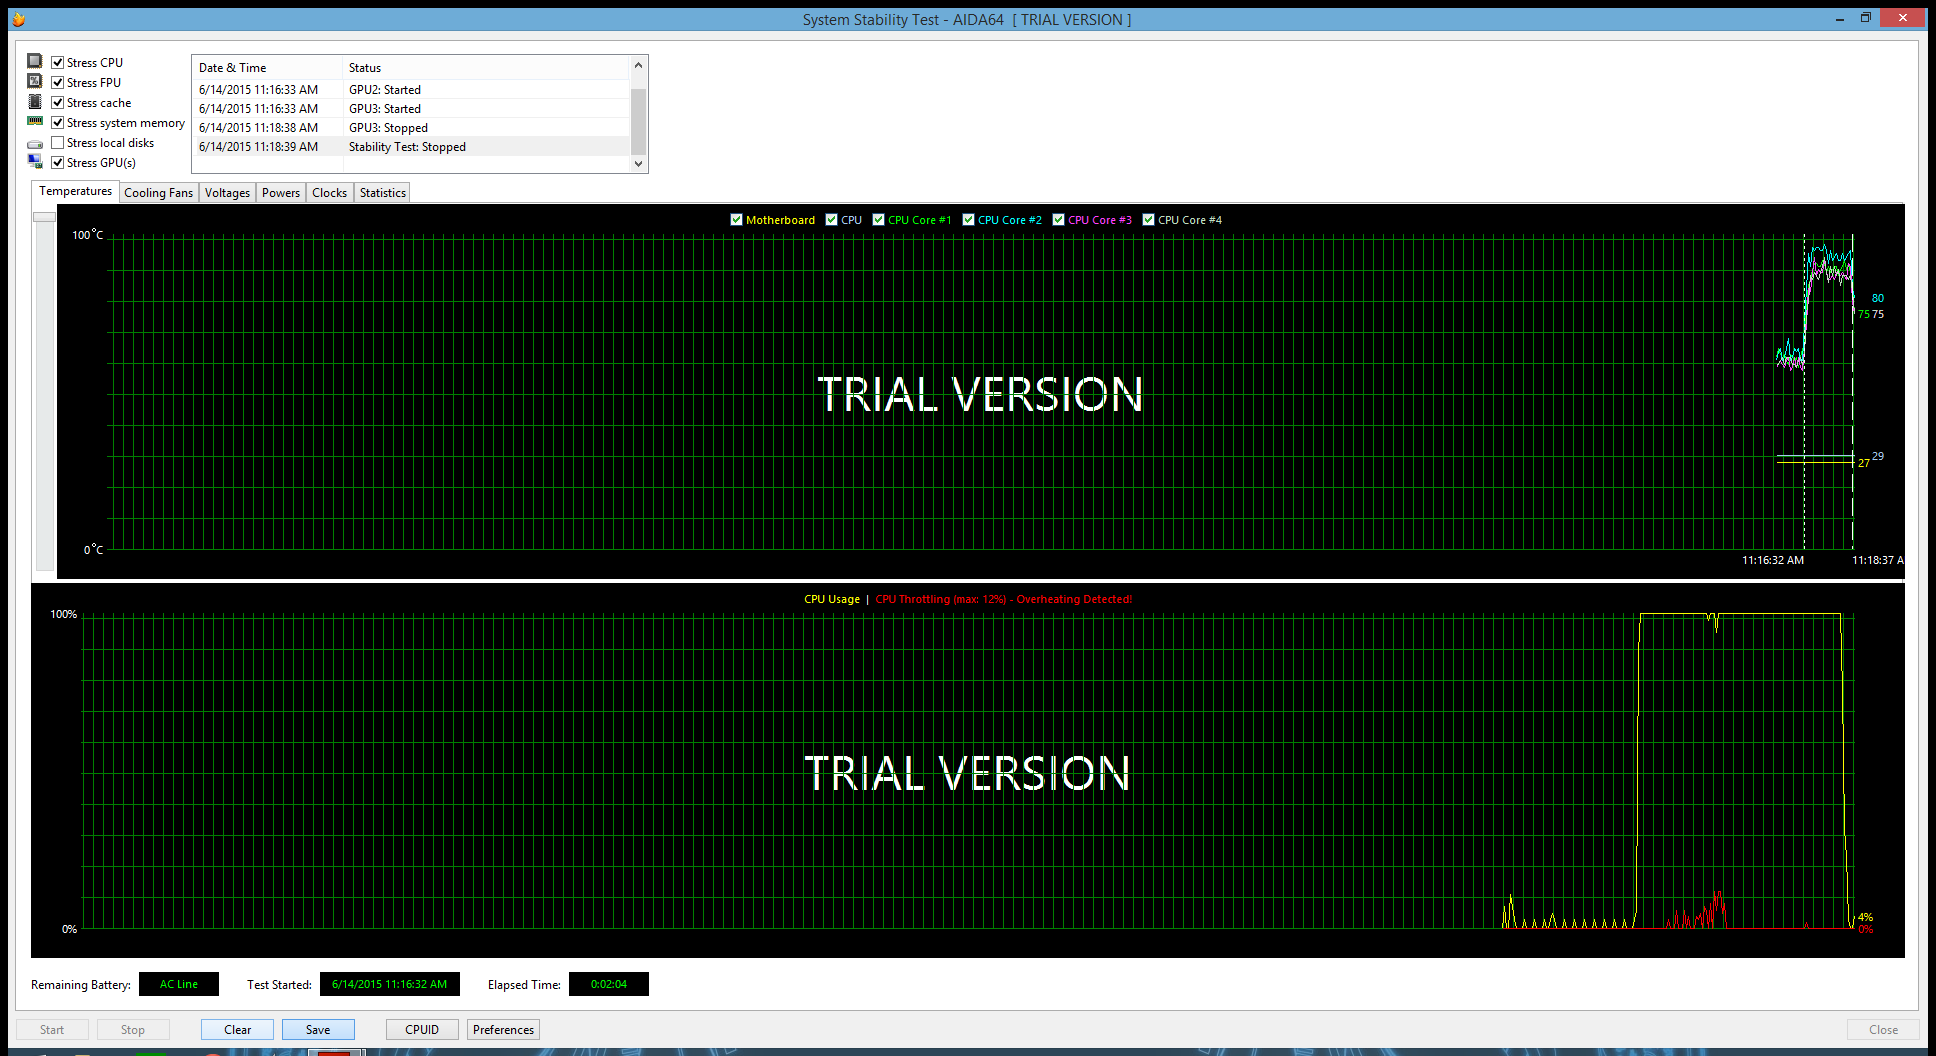 System Stability Test - AIDA64 [ TRIAL VERSION ]
Stress CPU
Stress FPU
Stress cache
Stress system memory
Stress local disks
Stress GPU(s)
Date & Time Status
6/14/2015 11:16:33 AM GPU2: Started
6/14/2015 11:16:33 AM GPU3: Started
6/14/2015 11:18:38 AM GPU3: Stopped
6/14/2015 11:18:39 AM Stability Test: Stopped
Temperatures Cooling Fans Voltages Powers Clocks Statistics
Motherboard CPU CPU Core #1 CPU Core #2 CPU Core #3 CPU Core #4
100°C
80
75 75
TRIAL VERSION
29
27
0°C
11:16:32 AM 11:18:37 A
CPU Usage | CPU Throttling (max: 12%) - Overheating Detected!
100%
TRIAL VERSION
4%
0% 0%
Remaining Battery: AC Line Test Started: 6/14/2015 11:16:32 AM Elapsed Time: 0:02:04
Start Stop Clear Save CPUID Preferences Close